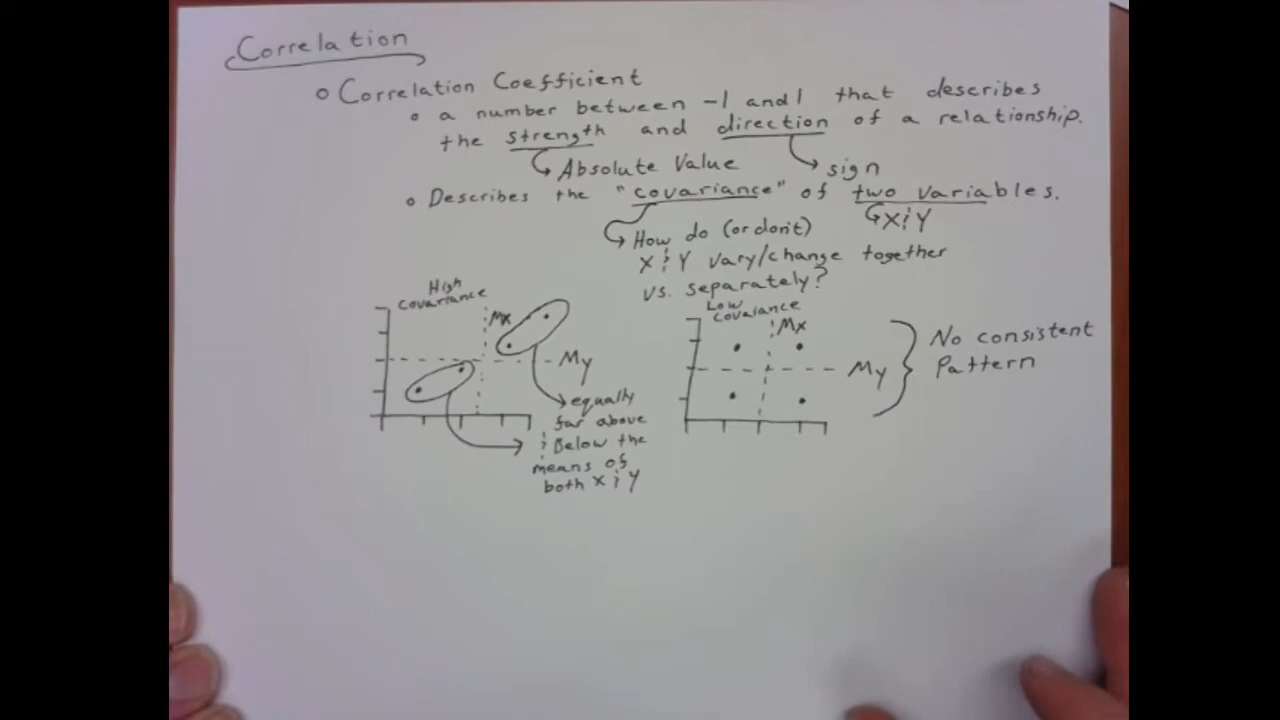 Correlation
Correlation Coefficient
a number between -1 and 1 that describes
the strength and direction of a relationship.
Absolute Value
sign
Describes the "covariance" of two variables.
X & Y
How do (or don't)
X & Y vary/change together
vs. separately?
High
Covariance
Mx
My
equally
far above
& Below the
means of
both X & Y
Low
Covaiance
Mx
My
No consistent
Pattern